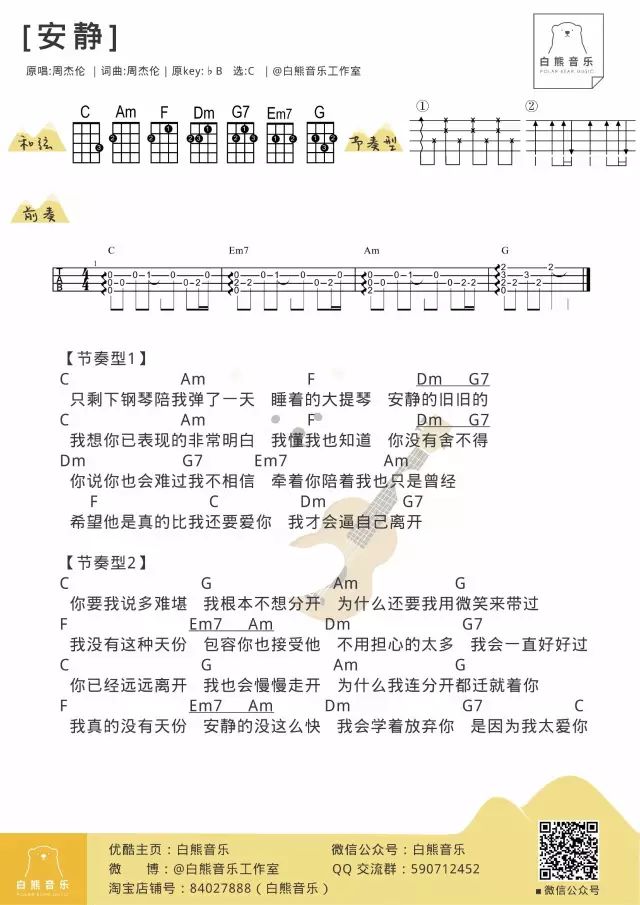 [安静]
原唱:周杰伦 | 词曲:周杰伦 | 原key:♭B 选:C | @白熊音乐工作室
白熊音乐
POLAR BEAR MUSIC
C Am F Dm G7 Em7 G
和弦
节奏型
① ②
前奏
C Em7 Am G
【节奏型1】
C Am F Dm G7
只剩下钢琴陪我弹了一天 睡着的大提琴 安静的旧旧的
C Am F Dm G7
我想你已表现的非常明白 我懂我也知道 你没有舍不得
Dm G7 Em7 Am
你说你也会难过我不相信 牵着你陪着我也只是曾经
F C Dm G7
希望他是真的比我还要爱你 我才会逼自己离开
【节奏型2】
C G Am G
你要我说多难堪 我根本不想分开 为什么还要我用微笑来带过
F Em7 Am Dm G7
我没有这种天份 包容你也接受他 不用担心的太多 我会一直好好过
C G Am G
你已经远远离开 我也会慢慢走开 为什么我连分开都迁就着你
F Em7 Am Dm G7 C
我真的没有天份 安静的没这么快 我会学着放弃你 是因为我太爱你
白熊音乐
POLAR BEAR MUSIC
优酷主页：白熊音乐 微信公众号：白熊音乐
微 博：@白熊音乐工作室 QQ 交流群：590712452
淘宝店铺号：84027888（白熊音乐）
■微信公众号